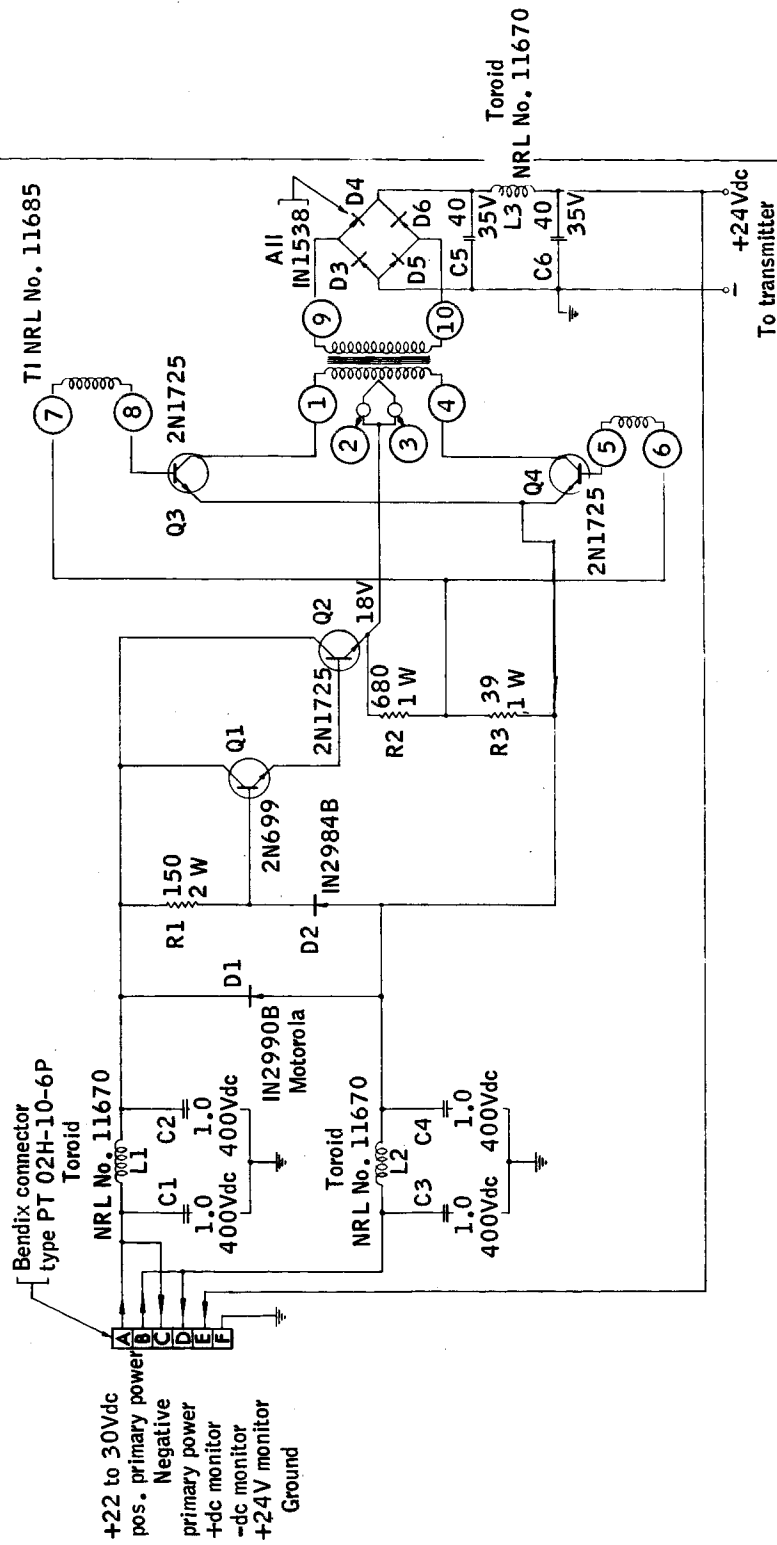 Bendix connector
type PT 02H-10-6P
Toroid
NRL No. 11670
L1
C1
1.0
400Vdc
C2
1.0
400Vdc
+22 to 30Vdc
pos. primary power
Negative
primary power
+dc monitor
-dc monitor
+24V monitor
Ground
A
B
C
D
E
F
Toroid
NRL No. 11670
L2
C3
1.0
400Vdc
C4
1.0
400Vdc
D1
IN2990B
Motorola
R1
150
2 W
D2
IN2984B
Q1
2N699
Q2
2N1725
18V
R2
680
1 W
R3
39
1 W
TI NRL No. 11685
7
8
Q3
2N1725
1
2
3
4
Q4
2N1725
5
6
9
10
All
IN1538
D3
D4
D5
D6
C5
40
35V
L3
Toroid
NRL No. 11670
C6
40
35V
-
+24Vdc
To transmitter